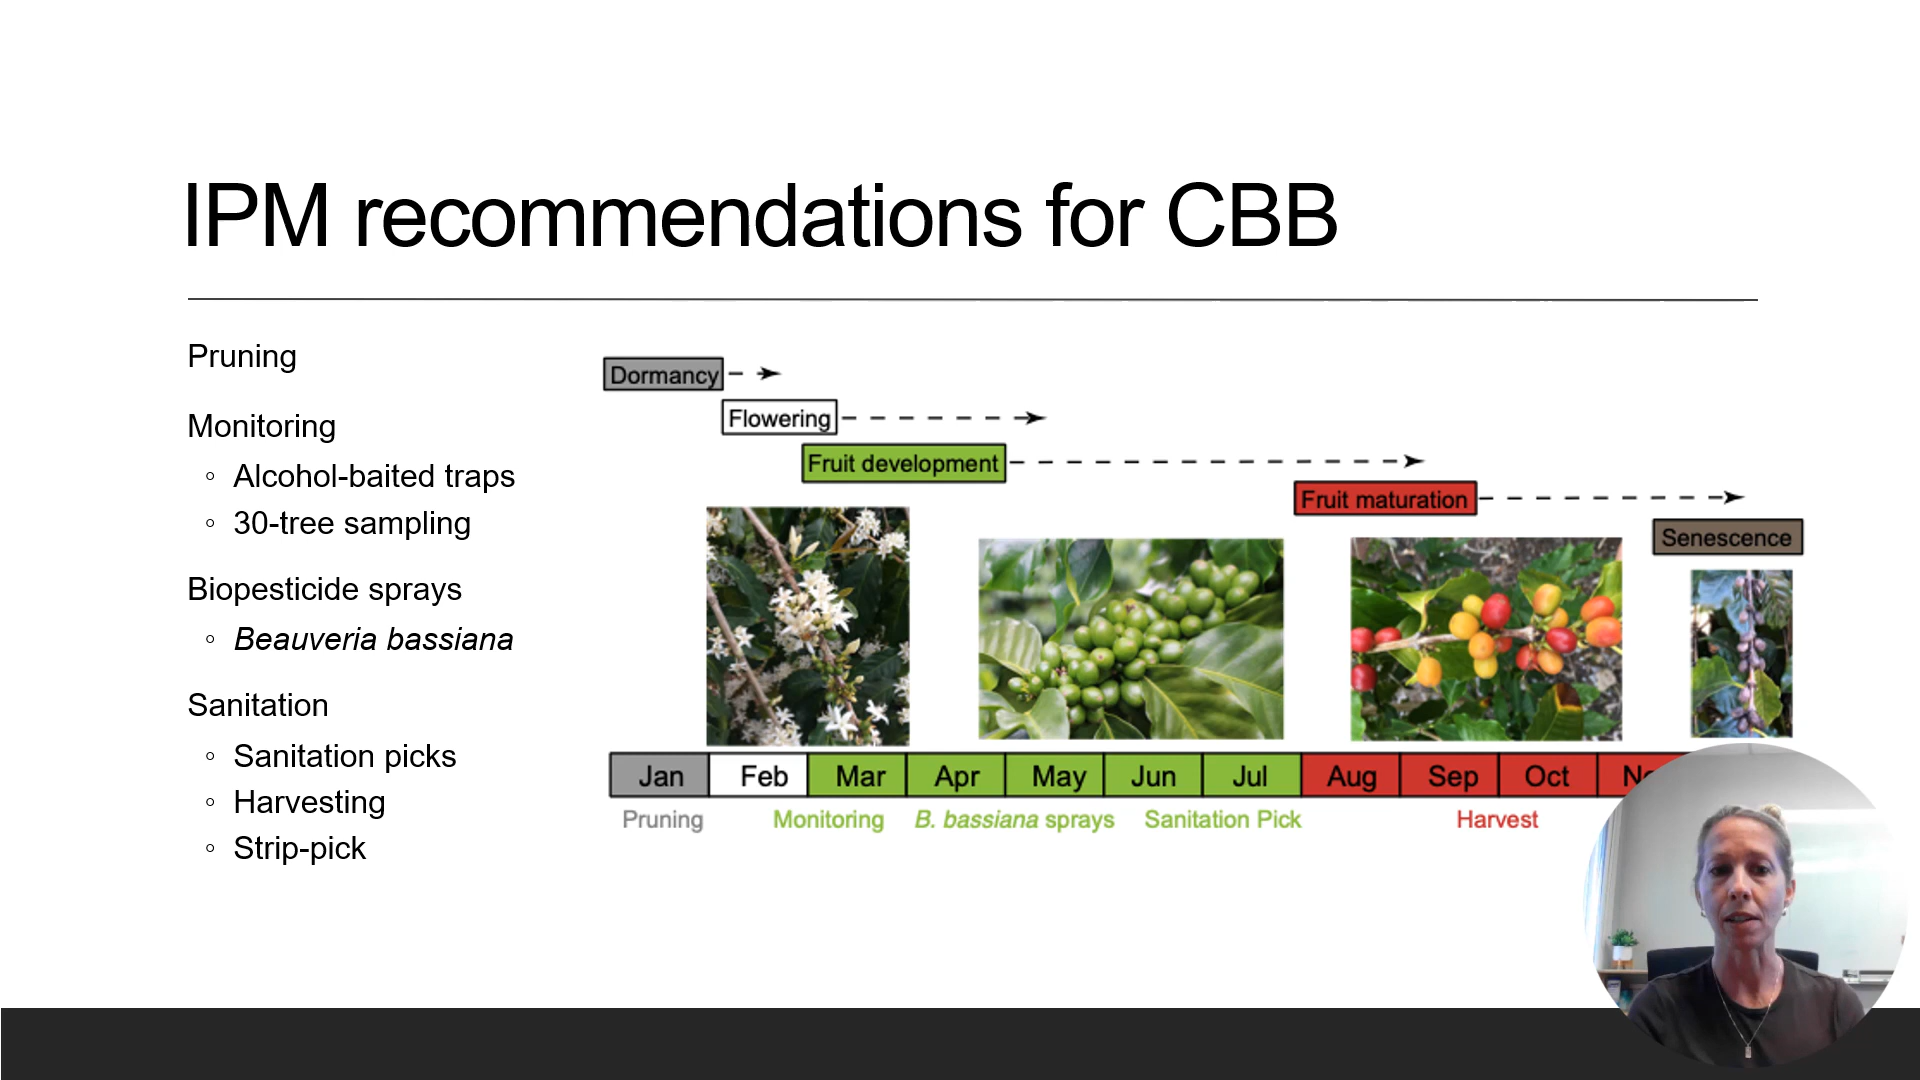 IPM recommendations for CBB
Pruning
Monitoring
◦ Alcohol-baited traps
◦ 30-tree sampling
Biopesticide sprays
◦ Beauveria bassiana
Sanitation
◦ Sanitation picks
◦ Harvesting
◦ Strip-pick
Dormancy
Flowering
Fruit development
Fruit maturation
Senescence
Jan Feb Mar Apr May Jun Jul Aug Sep Oct
Pruning Monitoring B. bassiana sprays Sanitation Pick Harvest